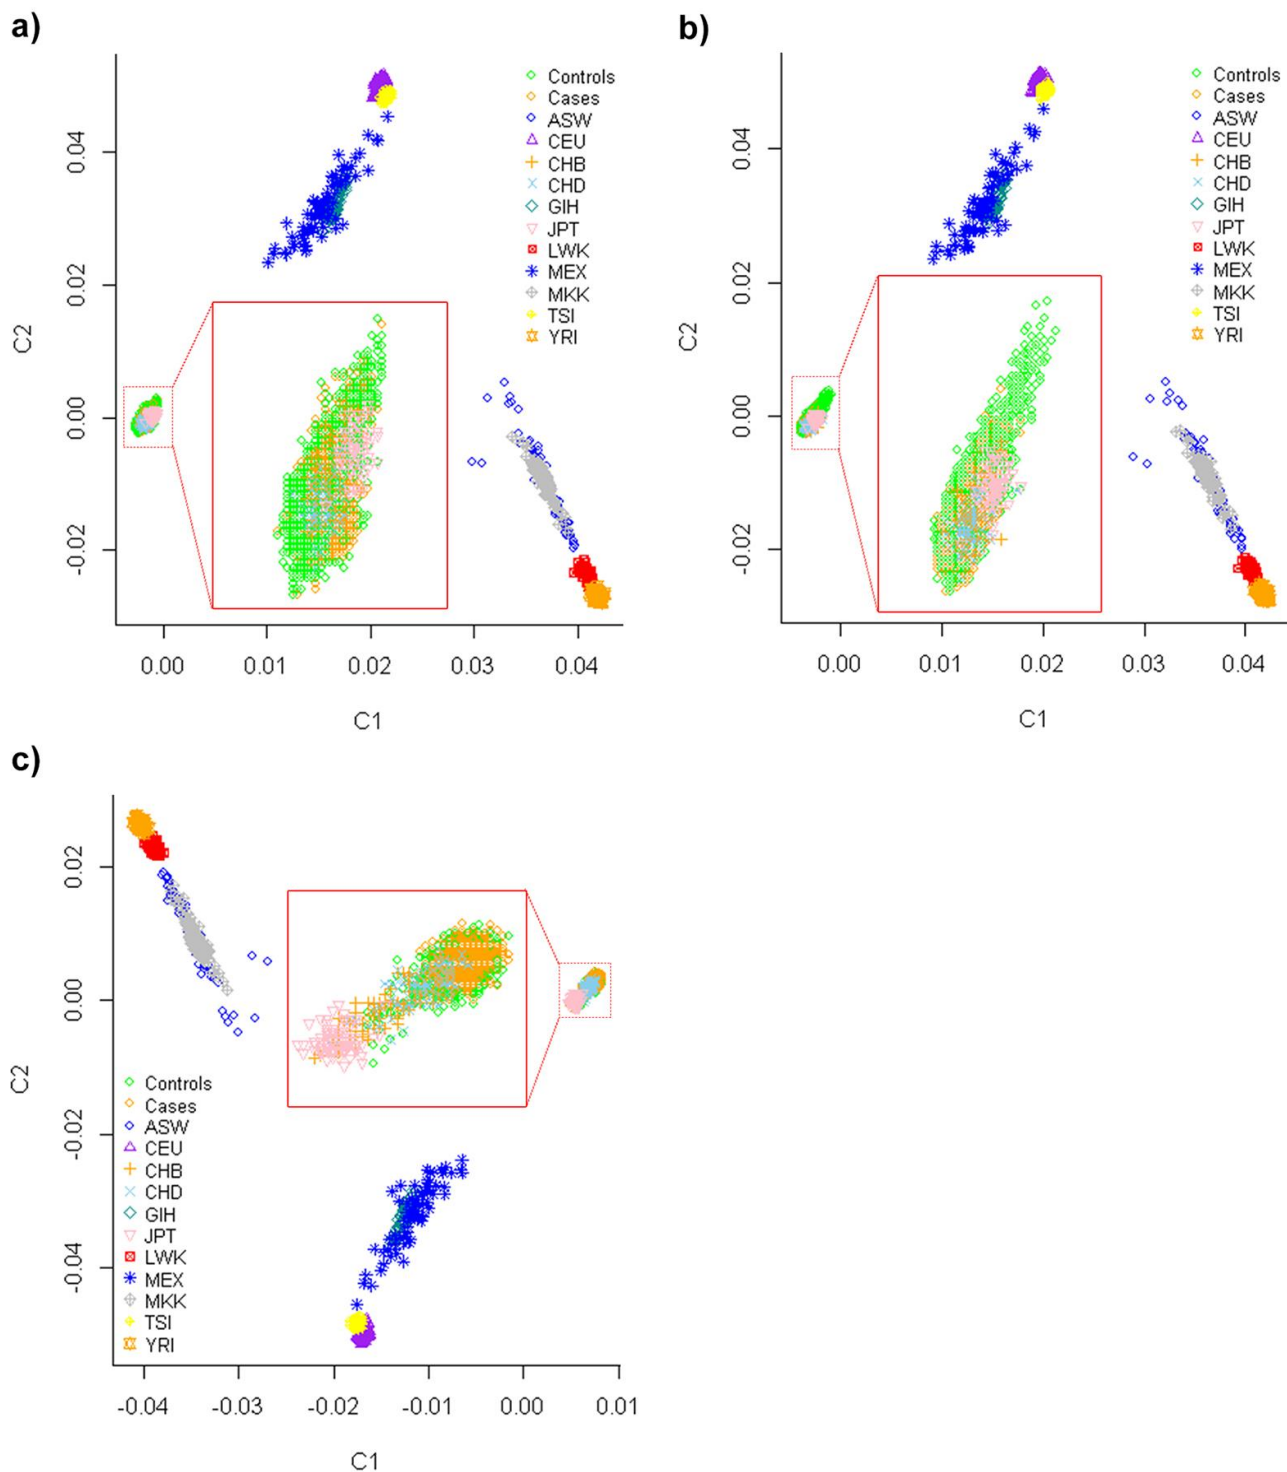 a)
Controls
Cases
ASW
CEU
CHB
CHD
GIH
JPT
LWK
MEX
MKK
TSI
YRI
0.04
0.02
0.00
-0.02
C2
0.00 0.01 0.02 0.03 0.04
C1
b)
Controls
Cases
ASW
CEU
CHB
CHD
GIH
JPT
LWK
MEX
MKK
TSI
YRI
0.04
0.02
0.00
-0.02
C2
0.00 0.01 0.02 0.03 0.04
C1
c)
0.02
0.00
-0.02
-0.04
C2
Controls
Cases
ASW
CEU
CHB
CHD
GIH
JPT
LWK
MEX
MKK
TSI
YRI
-0.04 -0.03 -0.02 -0.01 0.00 0.01
C1